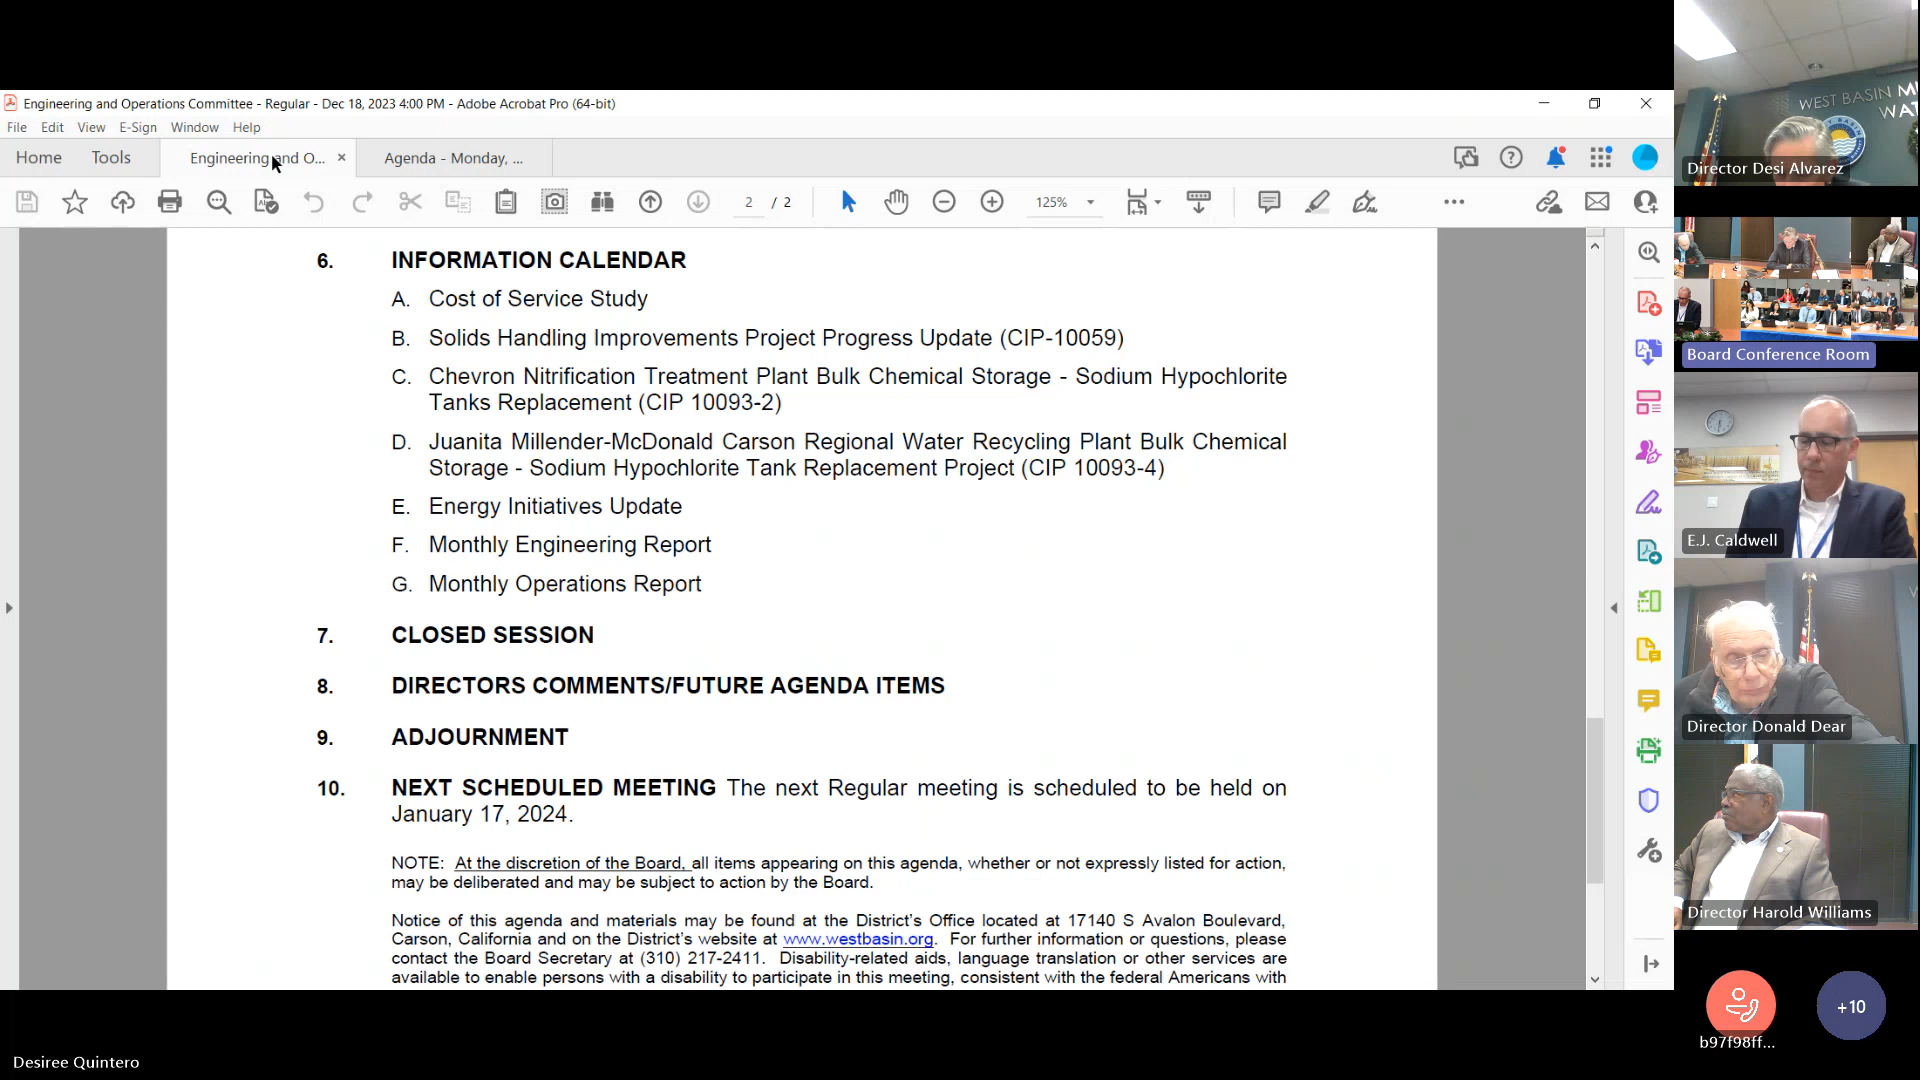 Engineering and Operations Committee - Regular - Dec 18, 2023 4:00 PM - Adobe Acrobat Pro (64-bit)
File Edit View E-Sign Window Help
Home Tools Engineering and O... × Agenda - Monday, ...
2 / 2 125%
6. INFORMATION CALENDAR
A. Cost of Service Study
B. Solids Handling Improvements Project Progress Update (CIP-10059)
C. Chevron Nitrification Treatment Plant Bulk Chemical Storage - Sodium Hypochlorite
Tanks Replacement (CIP 10093-2)
D. Juanita Millender-McDonald Carson Regional Water Recycling Plant Bulk Chemical
Storage - Sodium Hypochlorite Tank Replacement Project (CIP 10093-4)
E. Energy Initiatives Update
F. Monthly Engineering Report
G. Monthly Operations Report
7. CLOSED SESSION
8. DIRECTORS COMMENTS/FUTURE AGENDA ITEMS
9. ADJOURNMENT
10. NEXT SCHEDULED MEETING The next Regular meeting is scheduled to be held on
January 17, 2024.
NOTE: At the discretion of the Board, all items appearing on this agenda, whether or not expressly listed for action,
may be deliberated and may be subject to action by the Board.
Notice of this agenda and materials may be found at the District's Office located at 17140 S Avalon Boulevard,
Carson, California and on the District's website at www.westbasin.org. For further information or questions, please
contact the Board Secretary at (310) 217-2411. Disability-related aids, language translation or other services are
available to enable persons with a disability to participate in this meeting, consistent with the federal Americans with
WEST BASIN MU
WAT
Director Desi Alvarez
Board Conference Room
E.J. Caldwell
Director Donald Dear
Director Harold Williams
b97f98ff...
+10
Desiree Quintero